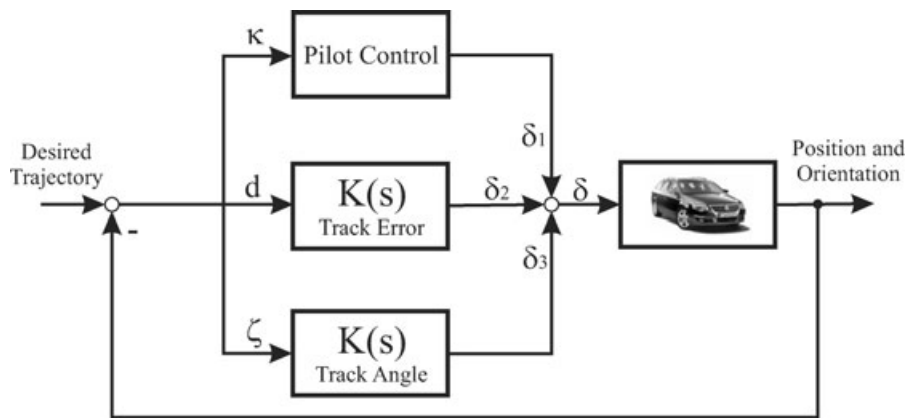 κ
Pilot Control
δ1
Desired
Trajectory
-
d
K(s)
Track Error
δ2
δ
Position and
Orientation
δ3
ζ
K(s)
Track Angle